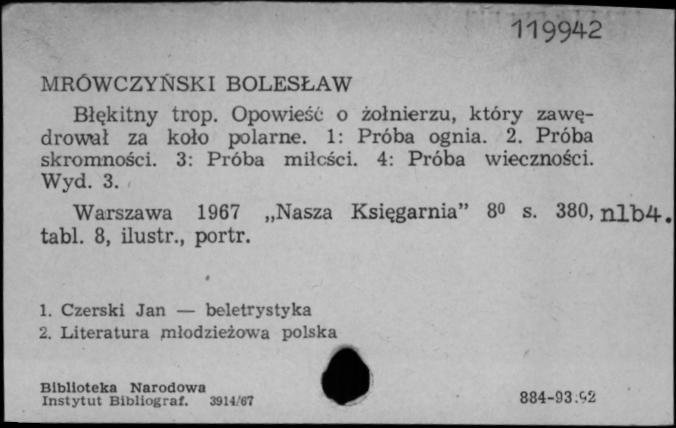 119942
MRÓWCZYŃSKI BOLESŁAW
Błękitny trop. Opowieść o żołnierzu, który zawę-
drował za koło polarne. 1: Próba ognia. 2. Próba
skromności. 3: Próba miłości. 4: Próba wieczności.
Wyd. 3.
Warszawa 1967 „Nasza Księgarnia” 8⁰ s. 380, nlb4.
tabl. 8, ilustr., portr.
1. Czerski Jan — beletrystyka
2. Literatura młodzieżowa polska
Biblioteka Narodowa
Instytut Bibliograf. 3914/67
884-93.92